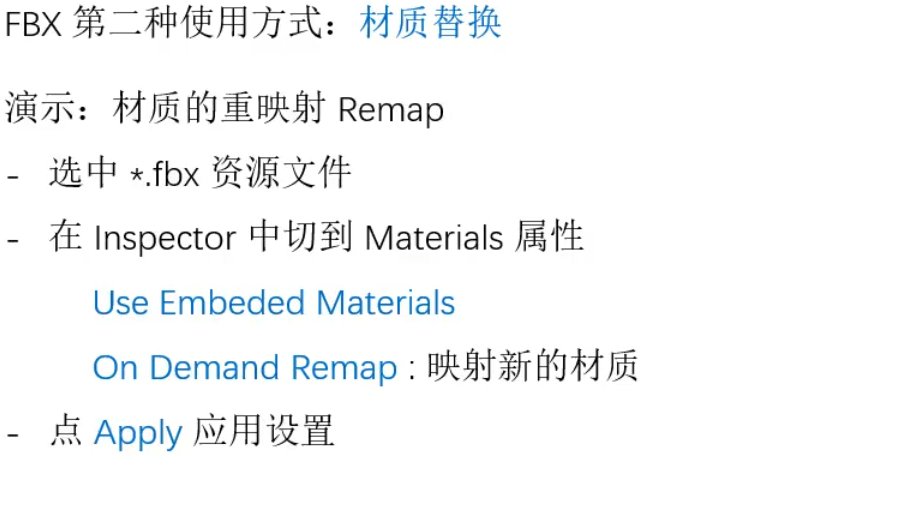 FBX 第二种使用方式：材质替换
演示：材质的重映射 Remap
- 选中 *.fbx 资源文件
- 在 Inspector 中切到 Materials 属性
Use Embeded Materials
On Demand Remap : 映射新的材质
- 点 Apply 应用设置